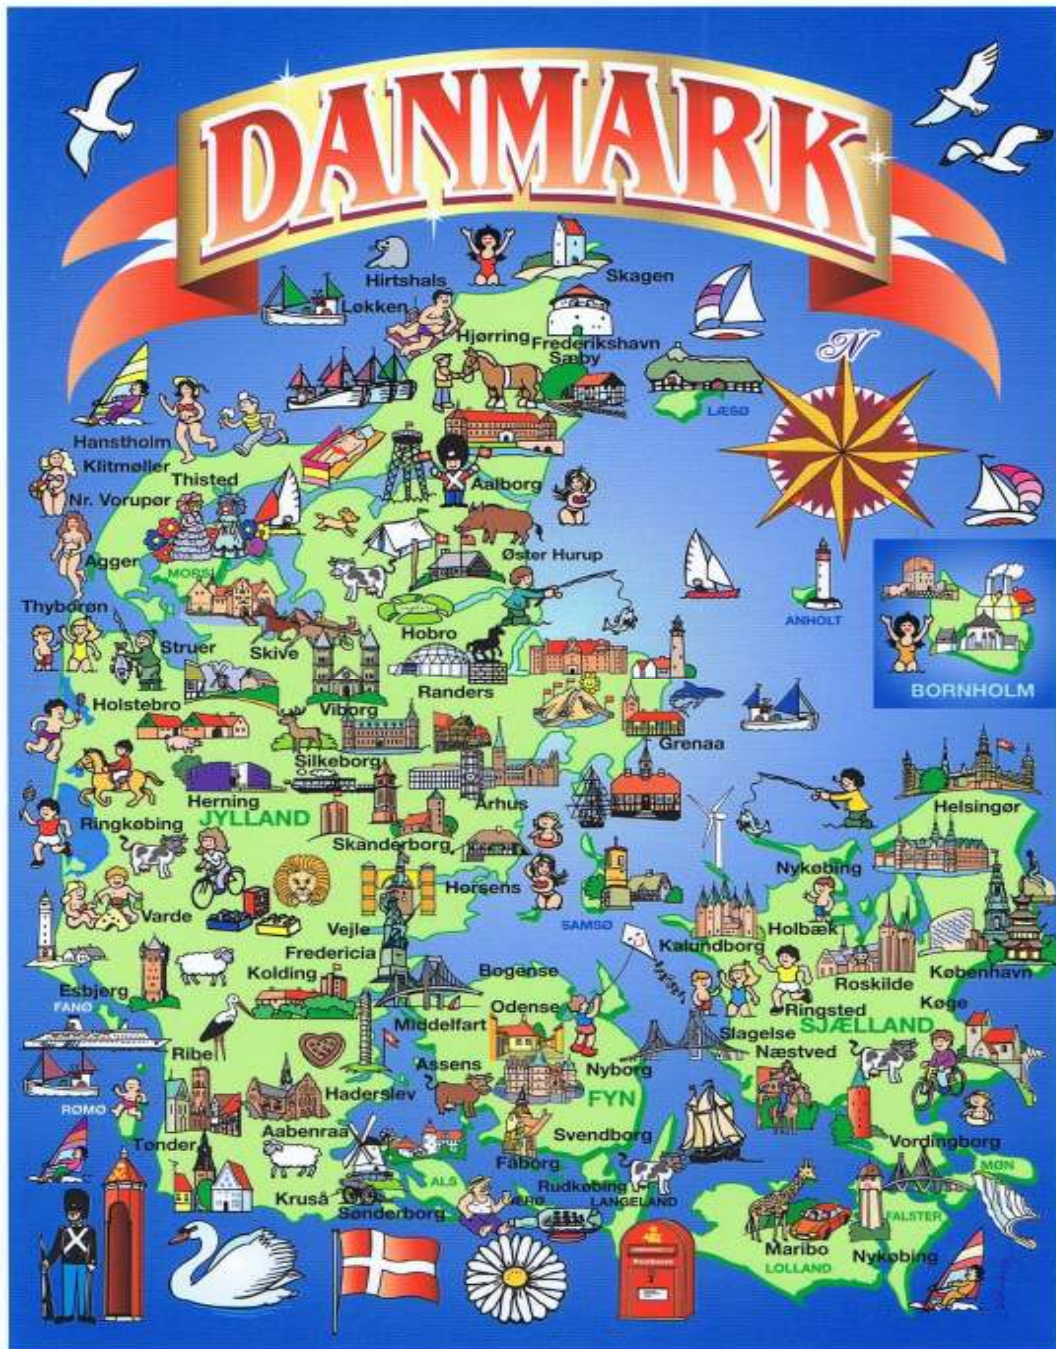 DANMARK
Hirtshals
Skagen
Løkken
Hjørring
Frederikshavn
Sæby
N
LÆSØ
Hanstholm
Klitmøller
Thisted
Nr. Vorupør
Aalborg
Øster Hurup
Agger
MORS
Thyborøn
ANHOLT
Hobro
Struer
Skive
Randers
BORNHOLM
Holstebro
Viborg
Grenaa
Silkeborg
Herning
Århus
Helsingør
JYLLAND
Ringkøbing
Skanderborg
Nykøbing
Horsens
Varde
Vejle
SAMSØ
Holbæk
Kalundborg
Fredericia
København
Kolding
Bogense
Roskilde
Esbjerg
FANØ
Odense
Køge
Middelfart
Ringsted
SJÆLLAND
Slagelse
Ribe
Næstved
Assens
Nyborg
Haderslev
FYN
RØMØ
Aabenraa
Svendborg
Tønder
Vordingborg
Fåborg
MØN
ALS
Rudkøbing
Kruså
ÆRØ
LANGELAND
Sønderborg
FALSTER
Maribo
Nykøbing
LOLLAND